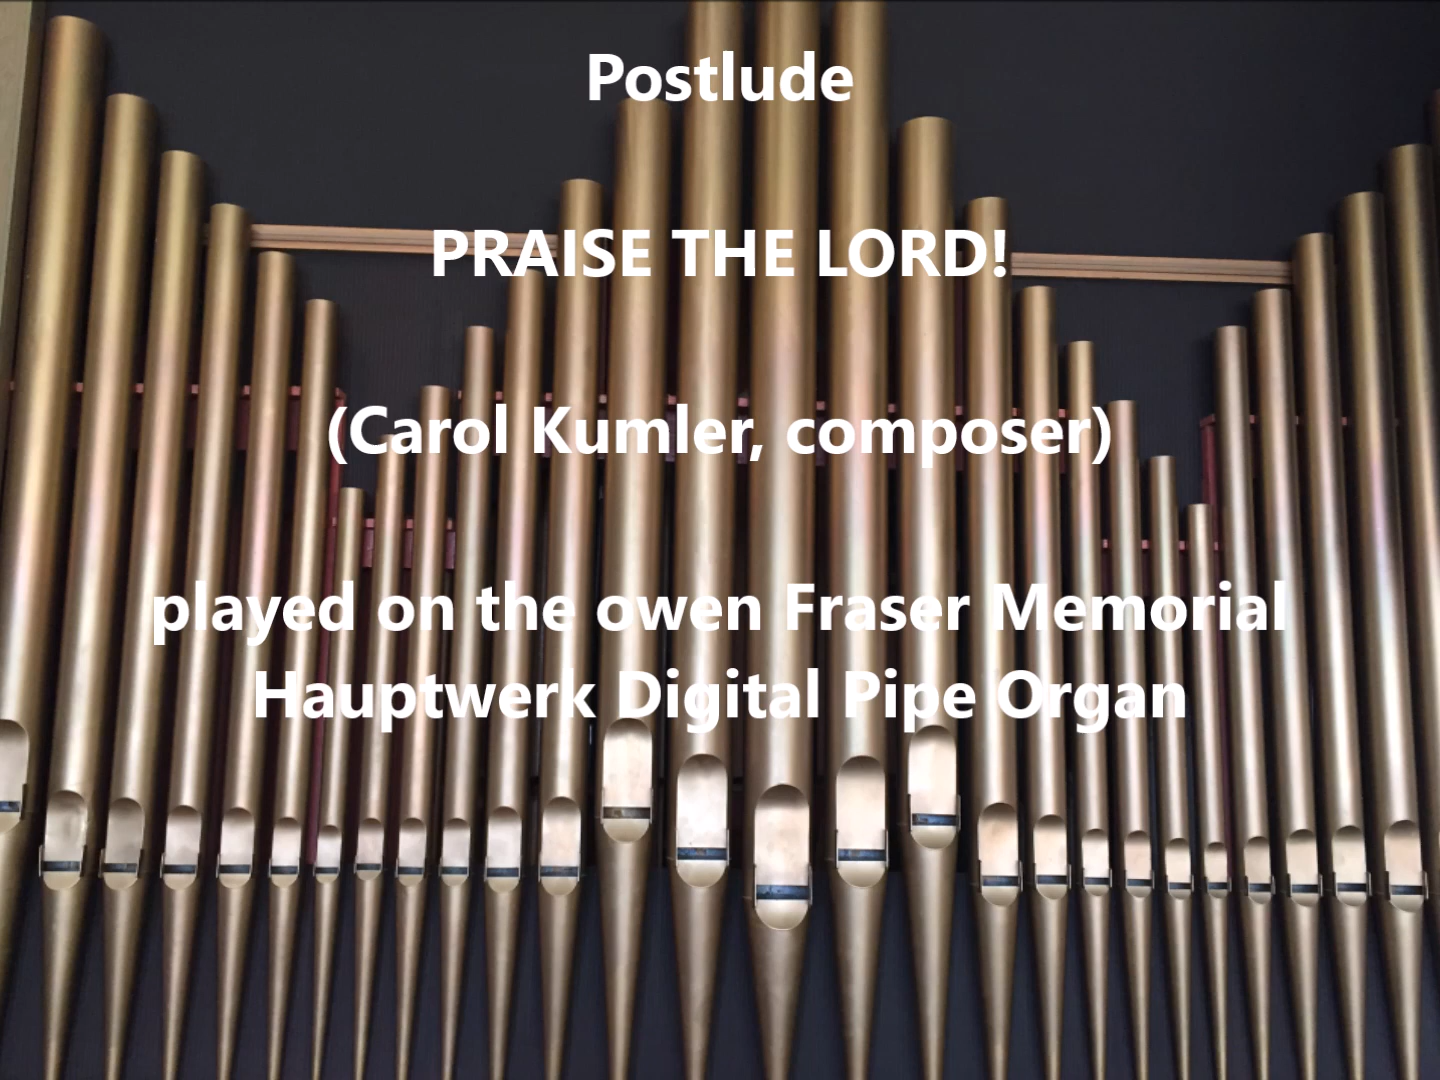 Postlude
PRAISE THE LORD!
(Carol Kumler, composer)
played on the owen Fraser Memorial
Hauptwerk Digital Pipe Organ